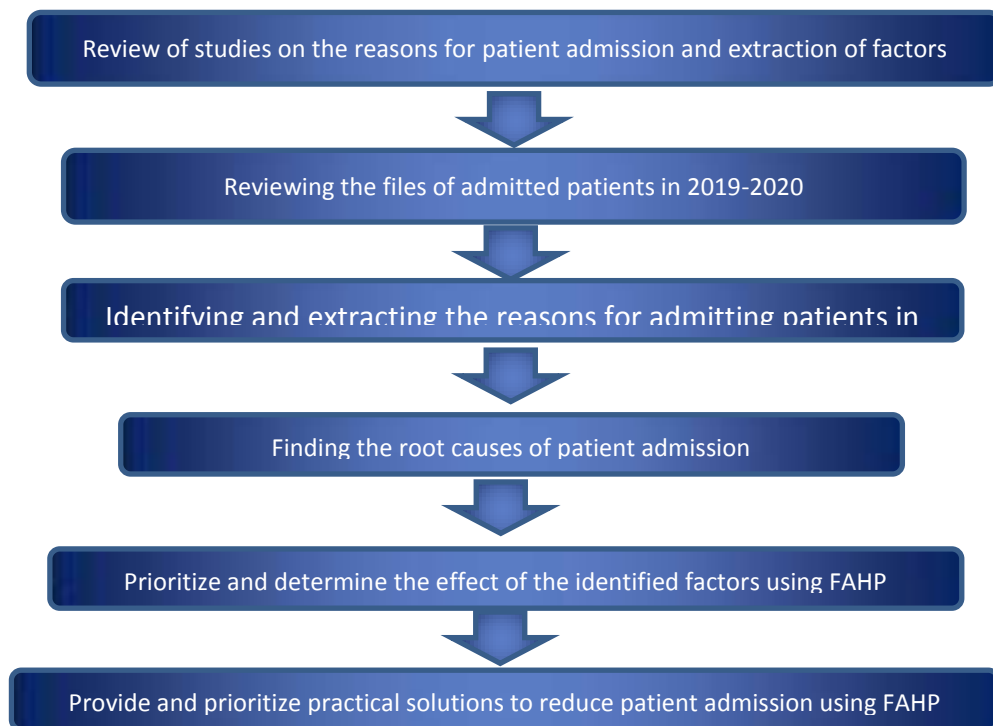 Review of studies on the reasons for patient admission and extraction of factors
Reviewing the files of admitted patients in 2019-2020
Identifying and extracting the reasons for admitting patients in
Finding the root causes of patient admission
Prioritize and determine the effect of the identified factors using FAHP
Provide and prioritize practical solutions to reduce patient admission using FAHP